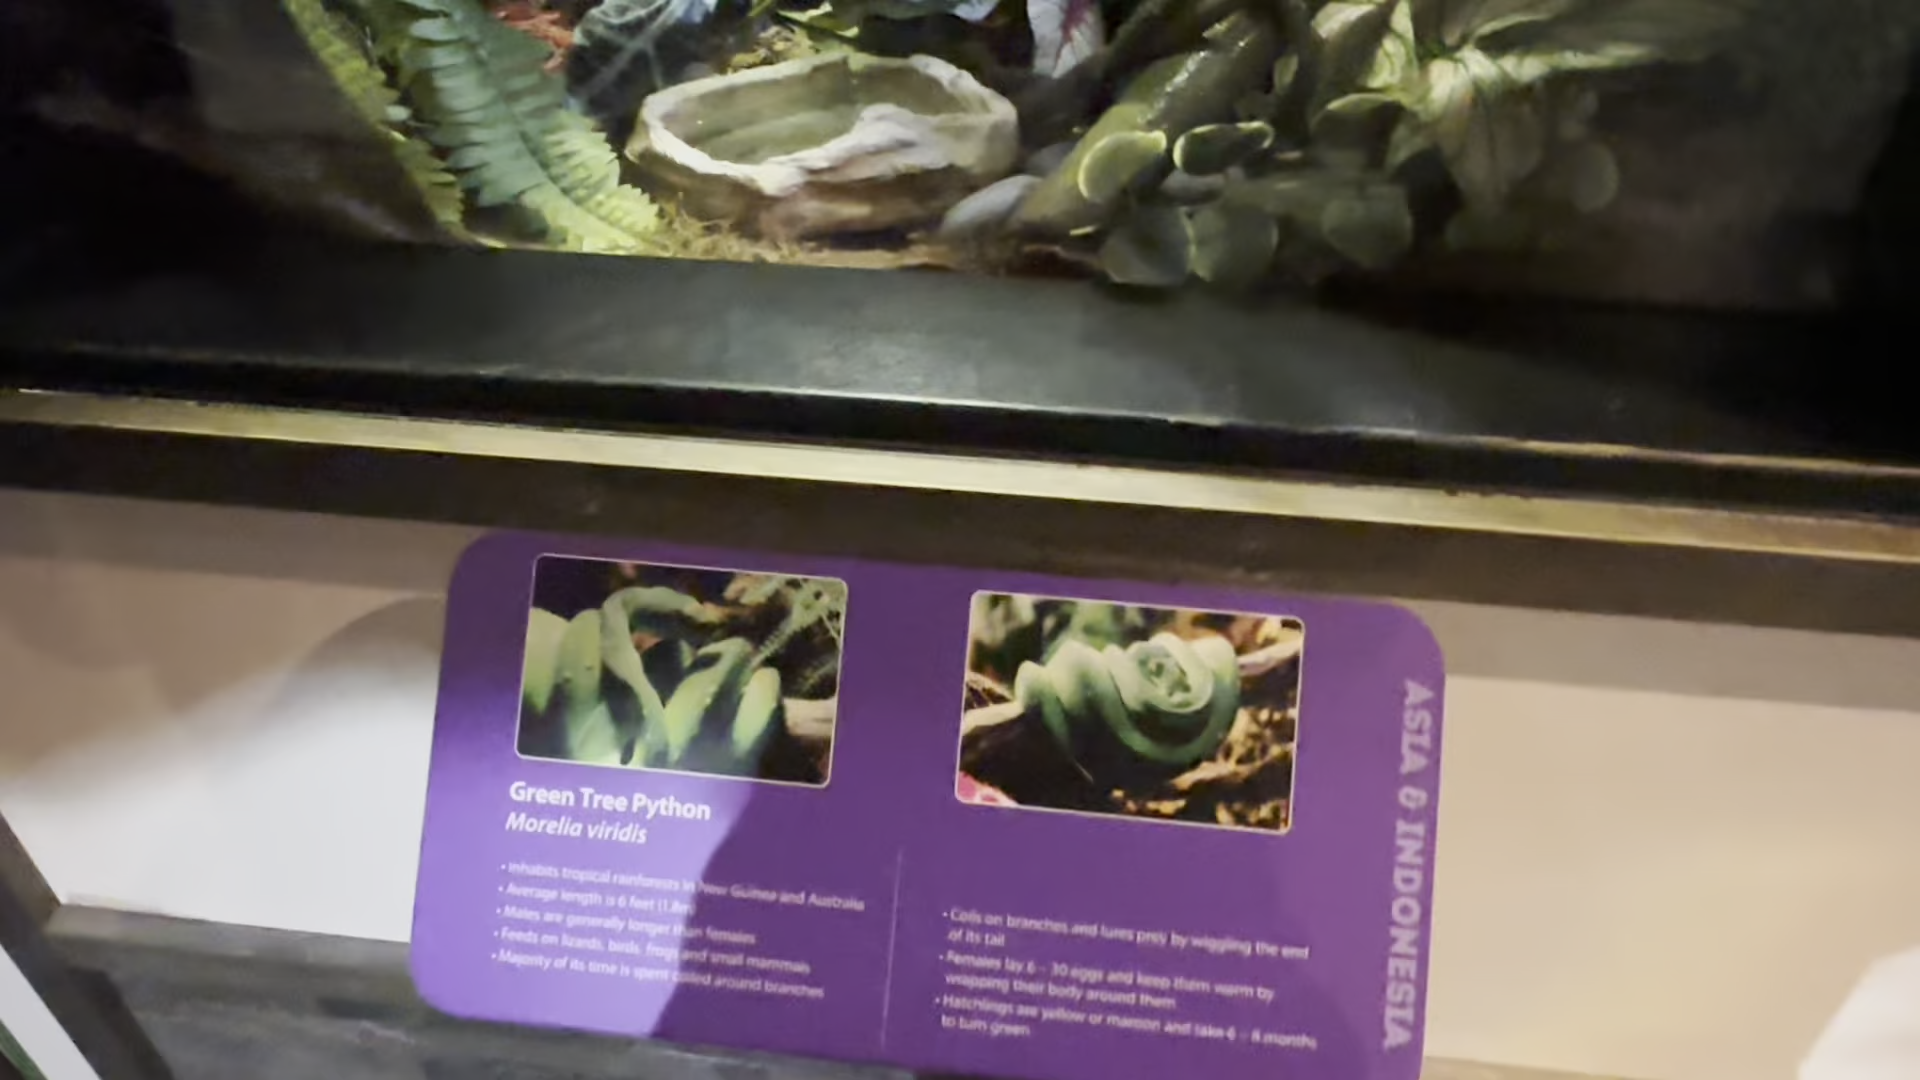 Green Tree Python
Morelia viridis
• Inhabits tropical rainforests in New Guinea and Australia
• Average length is 6 feet (1.8m)
• Males are generally longer than females
• Feeds on lizards, birds, frogs and small mammals
• Majority of its time is spent coiled around branches
• Coils on branches and lures prey by wiggling the end
of its tail
• Females lay 6 - 30 eggs and keep them warm by
wrapping their body around them
• Hatchlings are yellow or maroon and take 6 - 8 months
to turn green
ASIA & INDONESIA